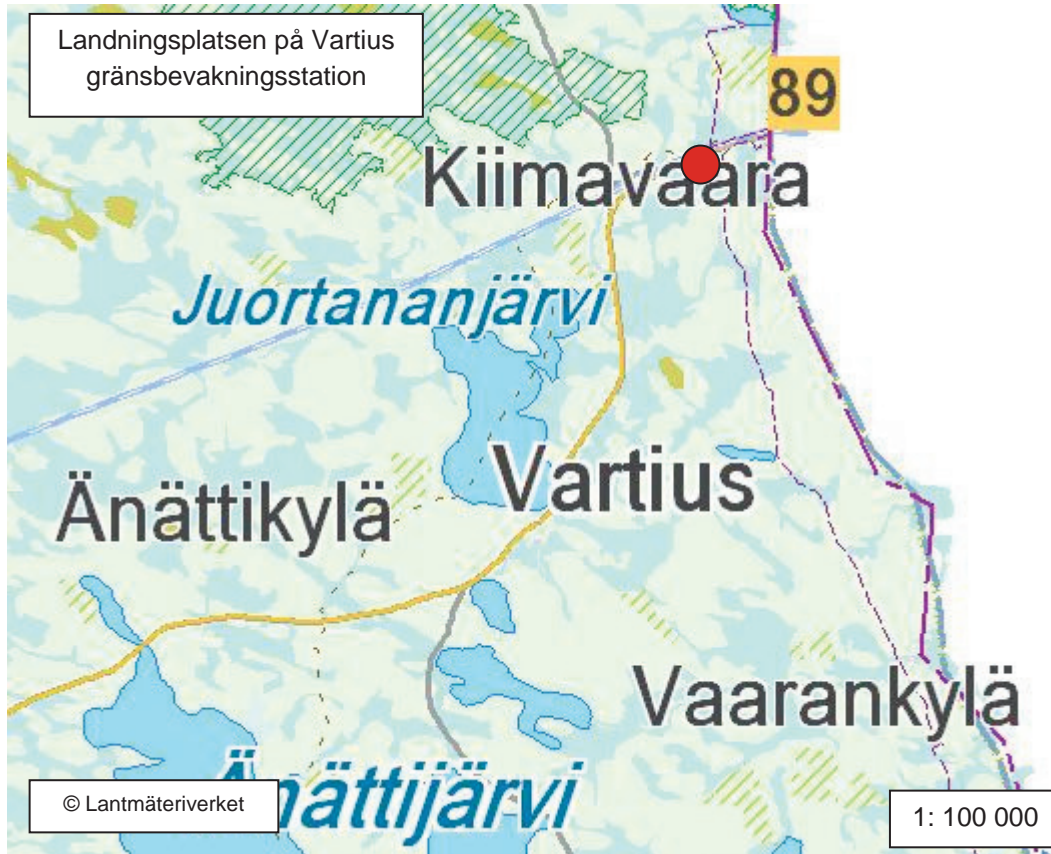 Landningsplatsen på Vartius
gränsbevakningsstation
89
Kiimavaara
Juortananjärvi
Vartius
Änättikylä
Vaarankylä
Änättijärvi
© Lantmäteriverket
1: 100 000